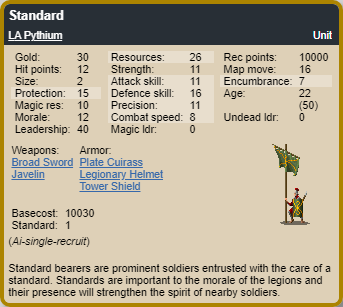 Standard
LA Pythium Unit
Gold: 30 Resources: 26 Rec points: 10000
Hit points: 12 Strength: 11 Map move: 16
Size: 2 Attack skill: 11 Encumbrance: 7
Protection: 15 Defence skill: 16 Age: 22
Magic res: 10 Precision: 11 (50)
Morale: 12 Combat speed: 8 Undead ldr: 0
Leadership: 40 Magic ldr: 0
Weapons: Armor:
Broad Sword Plate Cuirass
Javelin Legionary Helmet
Tower Shield
Basecost: 10030
Standard: 1
(Ai-single-recruit)
Standard bearers are prominent soldiers entrusted with the care of a
standard. Standards are important to the morale of the legions and
their presence will strengthen the spirit of nearby soldiers.